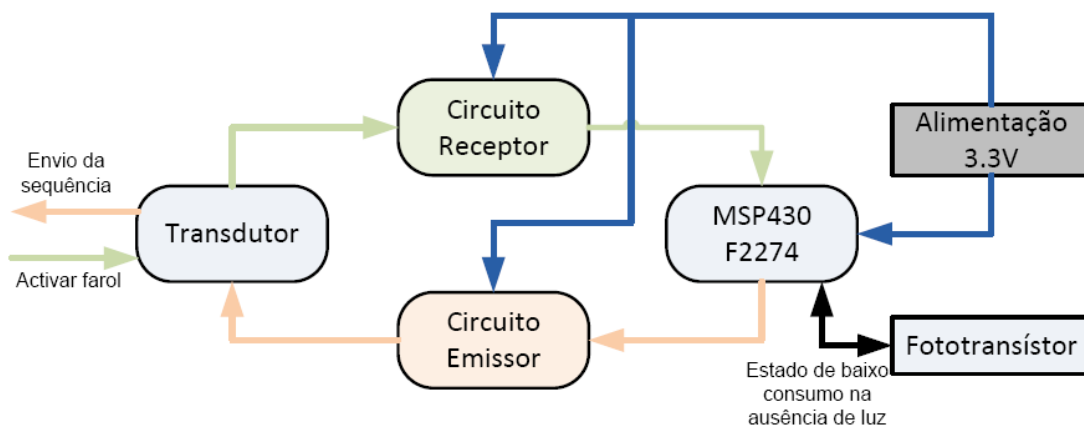 Circuito
Receptor
Alimentação
3.3V
Envio da
sequência
Transdutor
MSP430
F2274
Activar farol
Circuito
Emissor
Fototransístor
Estado de baixo
consumo na
ausência de luz